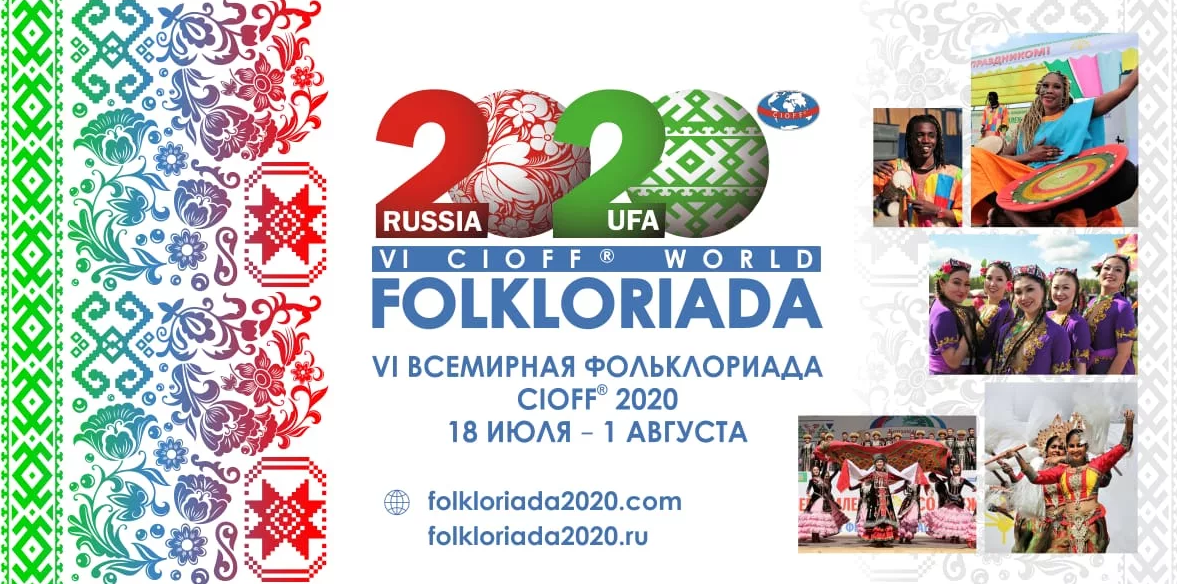 2020
CIOFF
RUSSIA
UFA
VI CIOFF® WORLD
FOLKLORIADA
VI ВСЕМИРНАЯ ФОЛЬКЛОРИАДА
CIOFF® 2020
18 ИЮЛЯ – 1 АВГУСТА
folkloriada2020.com
folkloriada2020.ru